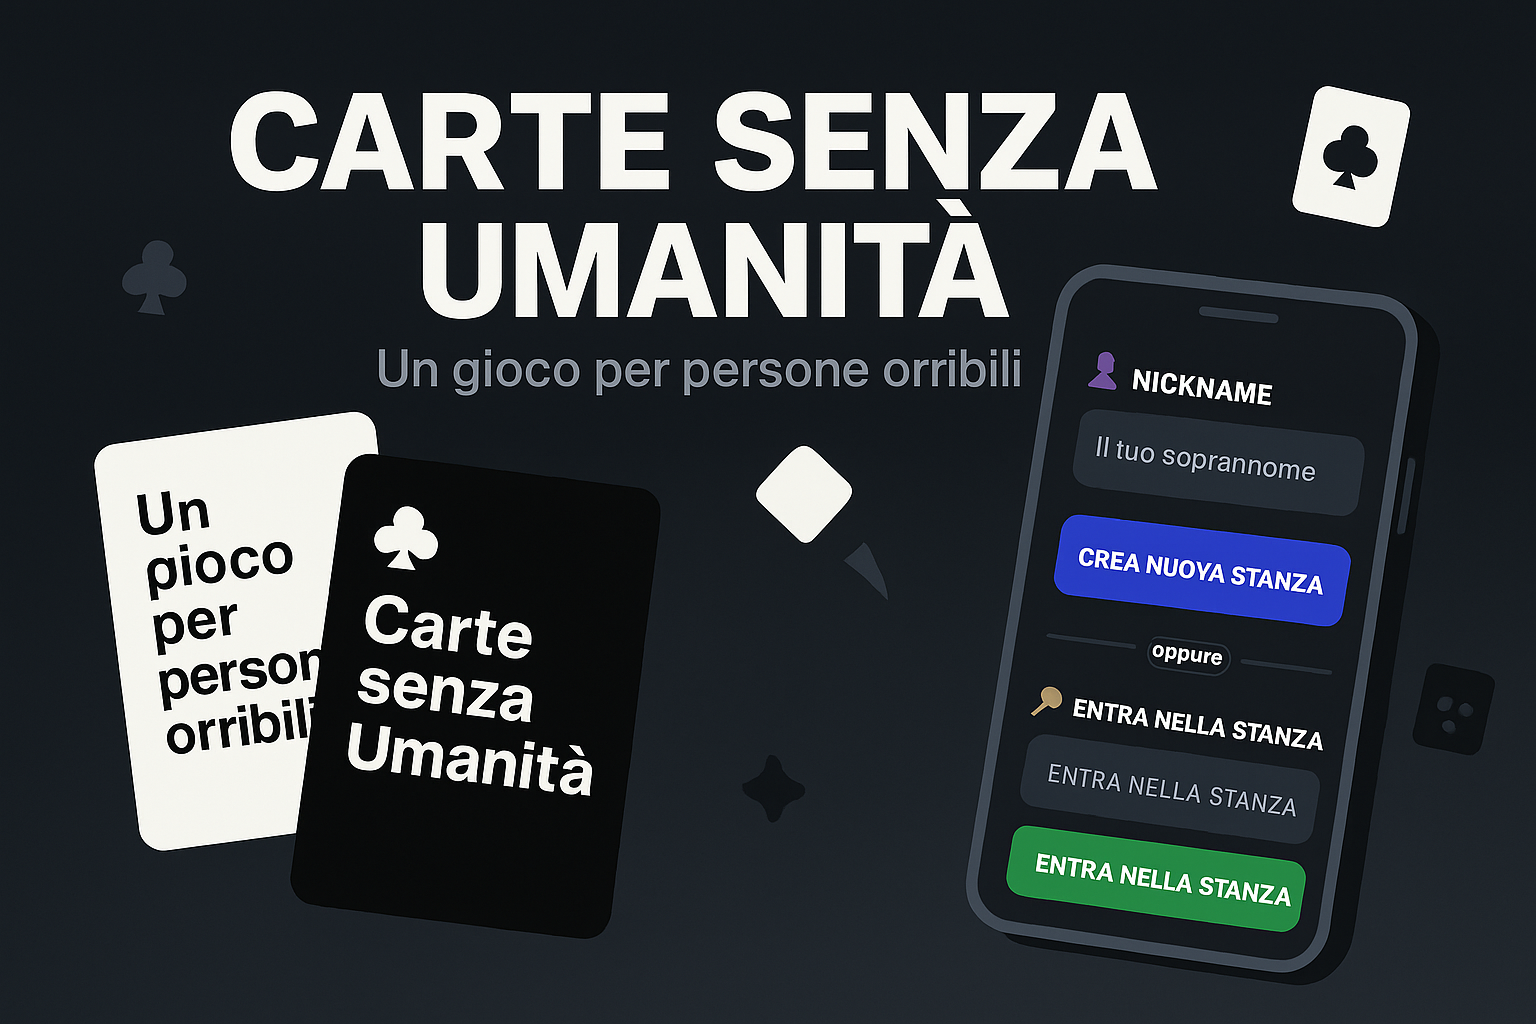 CARTE SENZA
UMANITÀ
Un gioco per persone orribili
Un
gioco
per
person
orribili
Carte
senza
Umanità
NICKNAME
Il tuo soprannome
CREA NUOYA STANZA
oppure
ENTRA NELLA STANZA
ENTRA NELLA STANZA
ENTRA NELLA STANZA